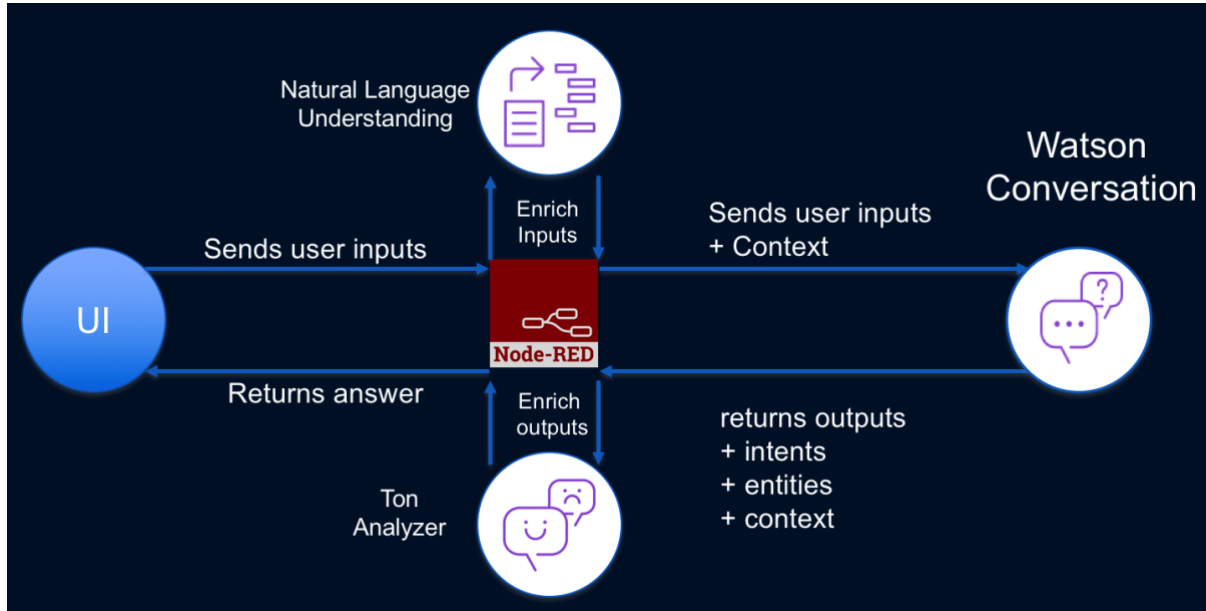 Natural Language
Understanding
Watson
Conversation
Enrich
Inputs
Sends user inputs
+ Context
Sends user inputs
UI
?
Node-RED
Returns answer
Enrich
outputs
returns outputs
+ intents
+ entities
+ context
Ton
Analyzer